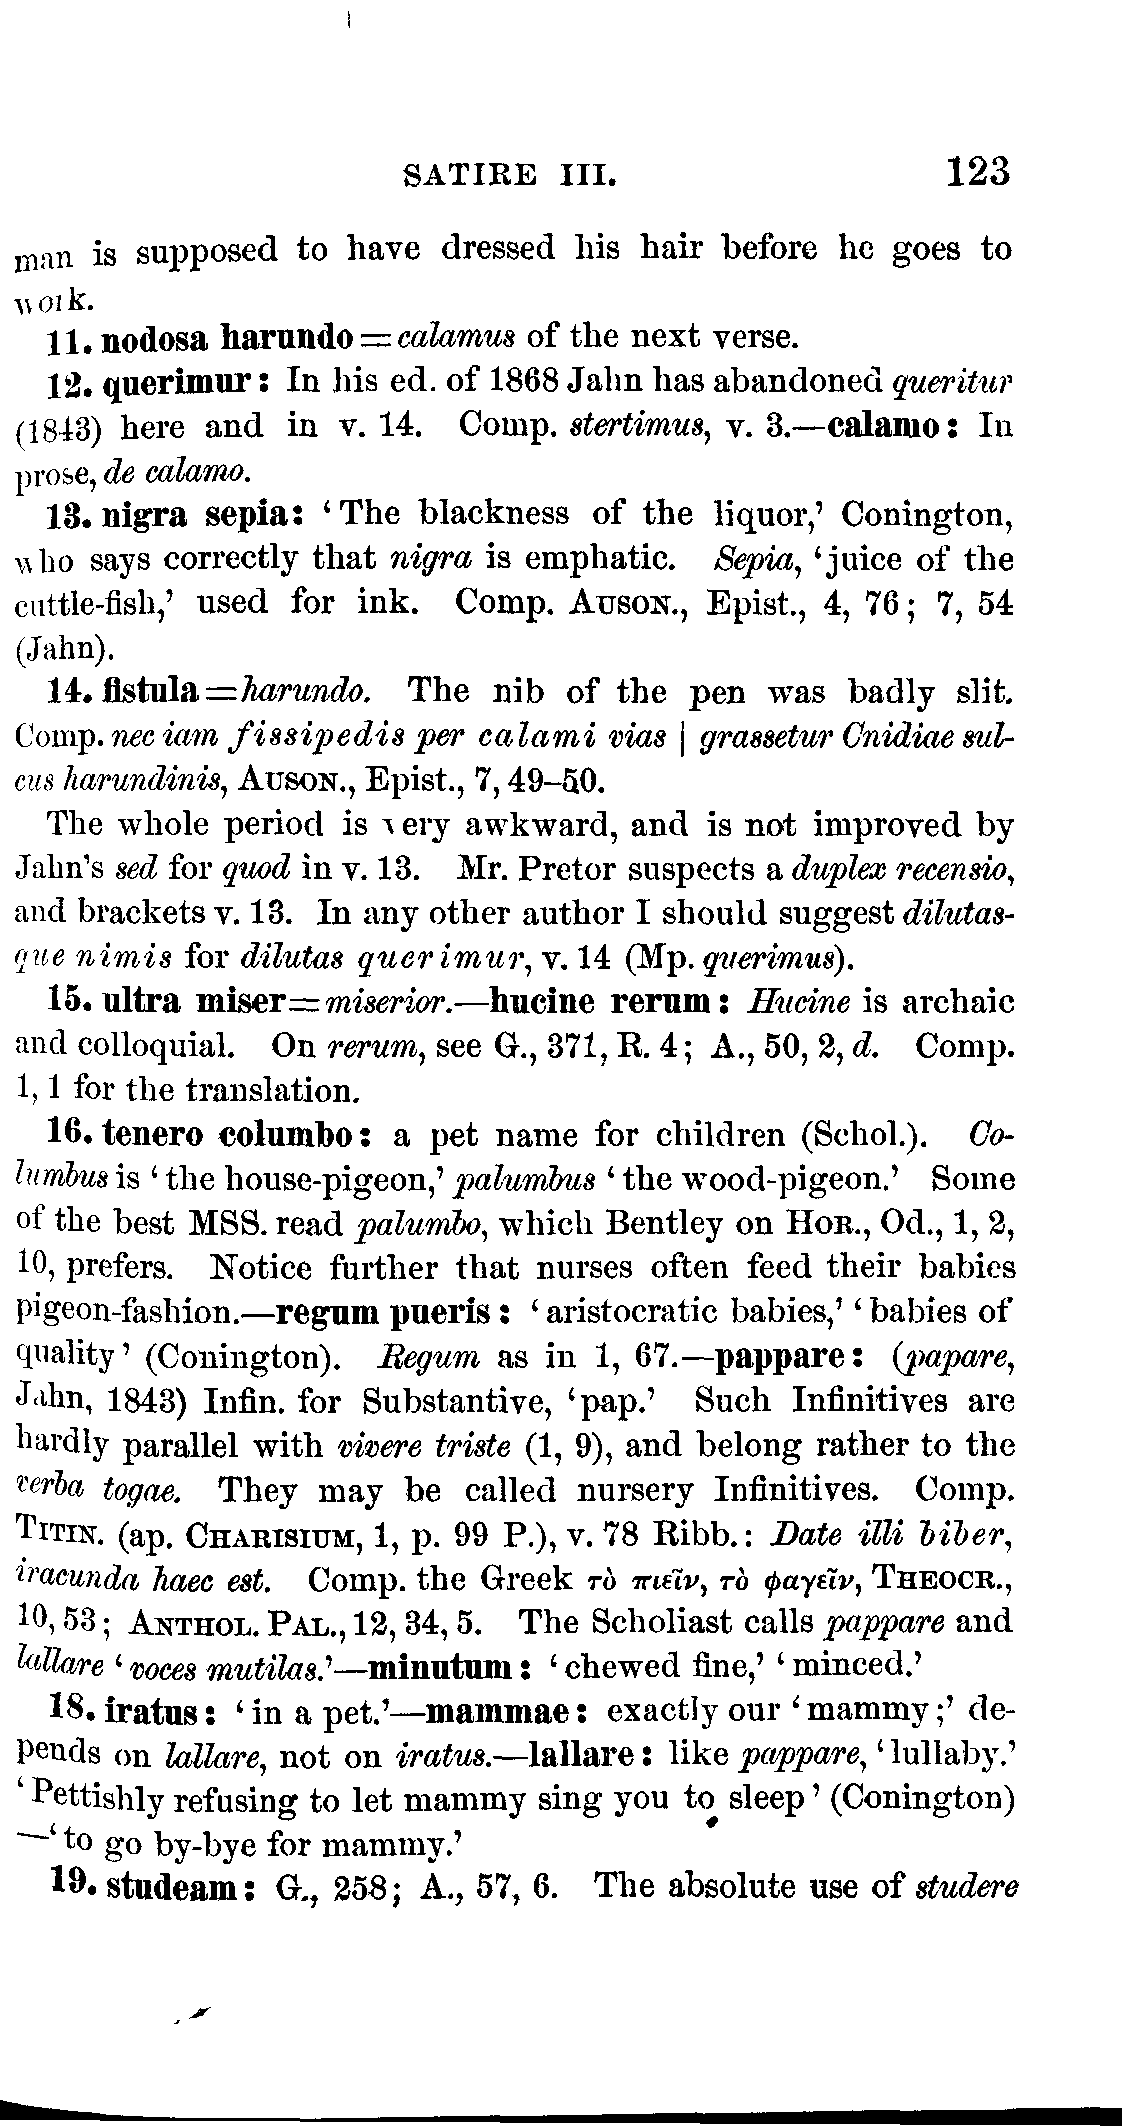 SATIRE III. 123
man is supposed to have dressed his hair before he goes to
work.
11. nodosa harundo = calamus of the next verse.
12. querimur: In his ed. of 1868 Jahn has abandoned queritur
(1843) here and in v. 14. Comp. stertimus, v. 3.—calamo: In
prose, de calamo.
13. nigra sepia: ‘The blackness of the liquor,’ Conington,
who says correctly that nigra is emphatic. Sepia, ‘juice of the
cuttle-fish,’ used for ink. Comp. AUSON., Epist., 4, 76; 7, 54
(Jahn).
14. fistula = harundo. The nib of the pen was badly slit.
Comp. nec iam fissipedis per calami vias | grassetur Cnidiae sul-
cus harundinis, AUSON., Epist., 7, 49–50.
The whole period is very awkward, and is not improved by
Jahn’s sed for quod in v. 13. Mr. Pretor suspects a duplex recensio,
and brackets v. 13. In any other author I should suggest dilutas-
que nimis for dilutas querimur, v. 14 (Mp. querimus).
15. ultra miser = miserior.—hucine rerum: Hucine is archaic
and colloquial. On rerum, see G., 371, R. 4; A., 50, 2, d. Comp.
1, 1 for the translation.
16. tenero columbo: a pet name for children (Schol.). Co-
lumbus is ‘the house-pigeon,’ palumbus ‘the wood-pigeon.’ Some
of the best MSS. read palumbo, which Bentley on HOR., Od., 1, 2,
10, prefers. Notice further that nurses often feed their babies
pigeon-fashion.—regum pueris: ‘aristocratic babies,’ ‘babies of
quality’ (Conington). Regum as in 1, 67.—pappare: (papare,
Jahn, 1843) Infin. for Substantive, ‘pap.’ Such Infinitives are
hardly parallel with vivere triste (1, 9), and belong rather to the
verba togae. They may be called nursery Infinitives. Comp.
TITIN. (ap. CHARISIUM, 1, p. 99 P.), v. 78 Ribb.: Date illi biber,
iracunda haec est. Comp. the Greek τὸ πιεῖν, τὸ φαγεῖν, THEOCR.,
10, 53; ANTHOL. PAL., 12, 34, 5. The Scholiast calls pappare and
lallare ‘voces mutilas.’—minutum: ‘chewed fine,’ ‘minced.’
18. iratus: ‘in a pet.’—mammae: exactly our ‘mammy;’ de-
pends on lallare, not on iratus.—lallare: like pappare, ‘lullaby.’
‘Pettishly refusing to let mammy sing you to sleep’ (Conington)
—‘to go by-bye for mammy.’
19. studeam: G., 258; A., 57, 6. The absolute use of studere